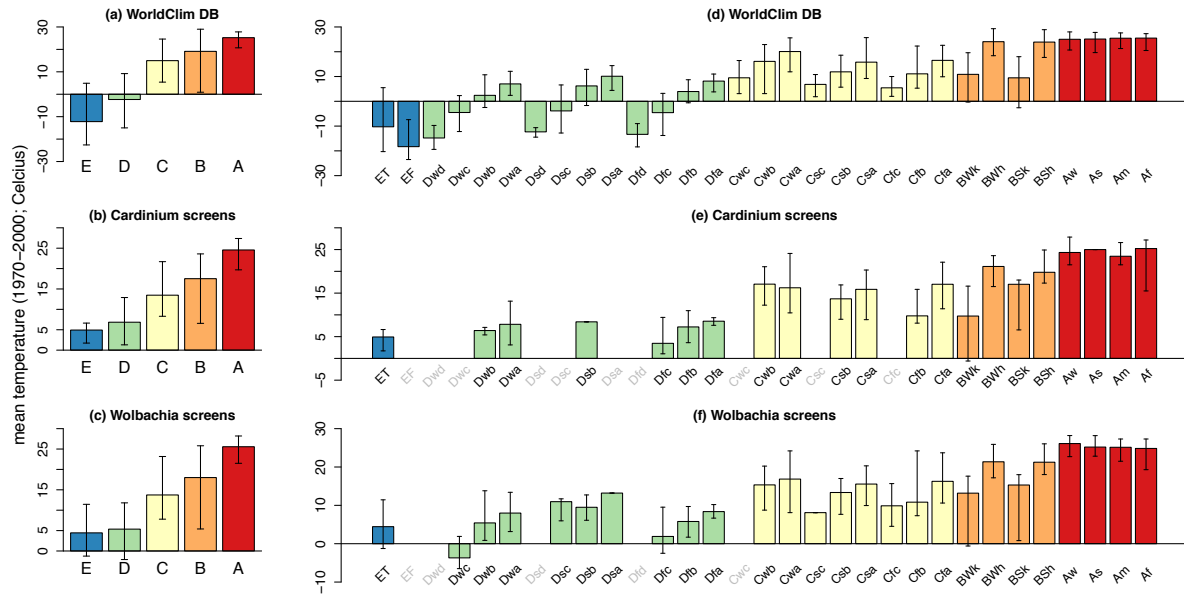 mean temperature (1970−2000; Celcius)
(a) WorldClim DB
30
10
−10
−30
E D C B A
(b) Cardinium screens
25
15
5
0
E D C B A
(c) Wolbachia screens
25
15
5
0
E D C B A
(d) WorldClim DB
30
10
−10
−30
ET EF Dwd Dwc Dwb Dwa Dsd Dsc Dsb Dsa Dfd Dfc Dfb Dfa Cwc Cwb Cwa Csc Csb Csa Cfc Cfb Cfa BWk BWh BSk BSh Aw As Am Af
(e) Cardinium screens
25
15
5
−5
ET EF Dwd Dwc Dwb Dwa Dsd Dsc Dsb Dsa Dfd Dfc Dfb Dfa Cwc Cwb Cwa Csc Csb Csa Cfc Cfb Cfa BWk BWh BSk BSh Aw As Am Af
(f) Wolbachia screens
30
20
10
0
−10
ET EF Dwd Dwc Dwb Dwa Dsd Dsc Dsb Dsa Dfd Dfc Dfb Dfa Cwc Cwb Cwa Csc Csb Csa Cfc Cfb Cfa BWk BWh BSk BSh Aw As Am Af